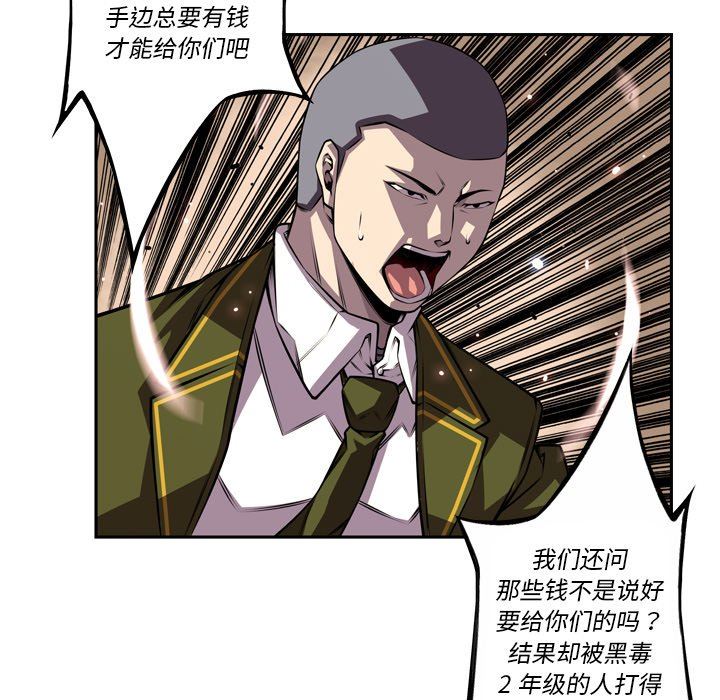 手边总要有钱
才能给你们吧
我们还问
那些钱不是说好
要给你们的吗？
结果却被黑毒
2年级的人打得